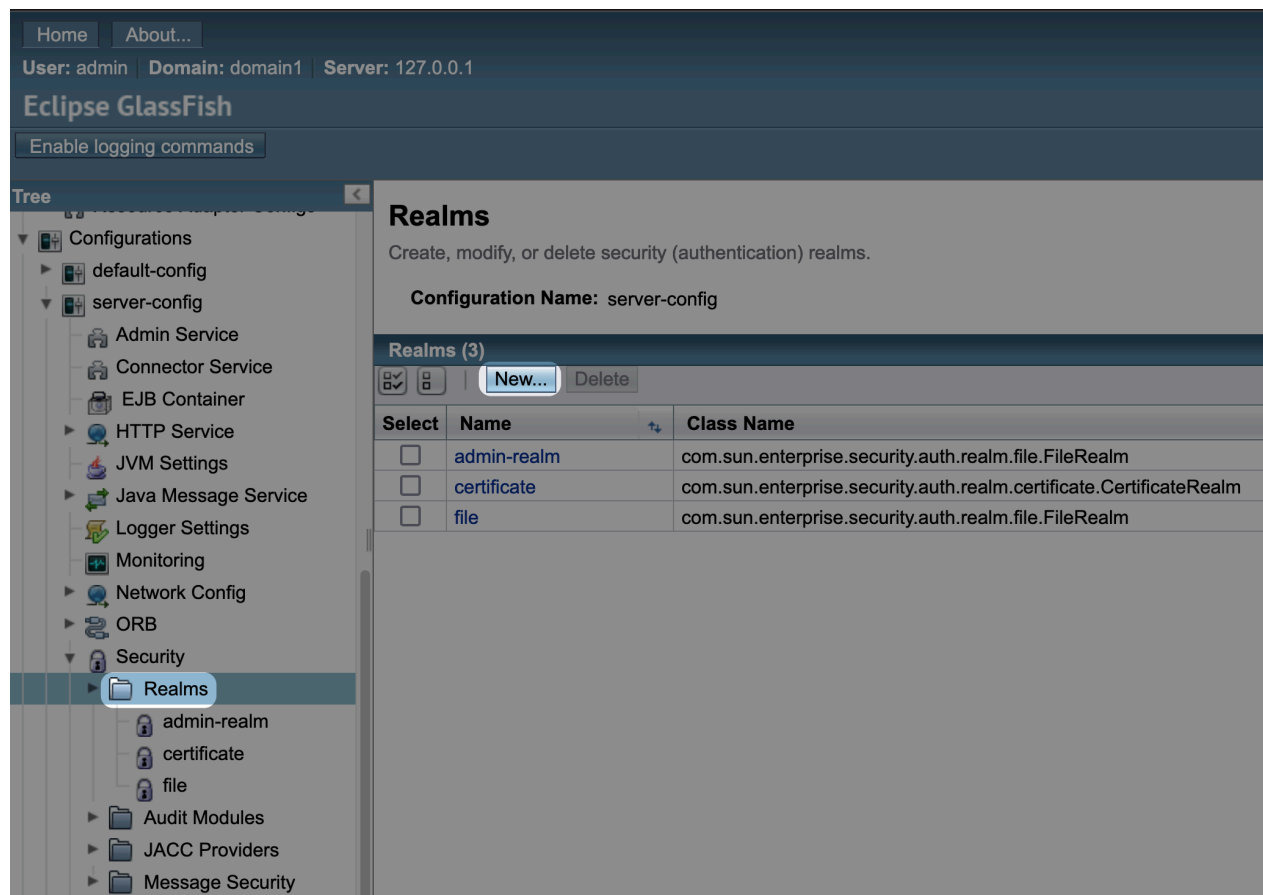 Home About...
User: admin Domain: domain1 Server: 127.0.0.1
Eclipse GlassFish
Enable logging commands
Tree
Configurations
default-config
server-config
Admin Service
Connector Service
EJB Container
HTTP Service
JVM Settings
Java Message Service
Logger Settings
Monitoring
Network Config
ORB
Security
Realms
admin-realm
certificate
file
Audit Modules
JACC Providers
Message Security
Realms
Create, modify, or delete security (authentication) realms.
Configuration Name: server-config
Realms (3)
New... Delete
Select Name Class Name
admin-realm com.sun.enterprise.security.auth.realm.file.FileRealm
certificate com.sun.enterprise.security.auth.realm.certificate.CertificateRealm
file com.sun.enterprise.security.auth.realm.file.FileRealm